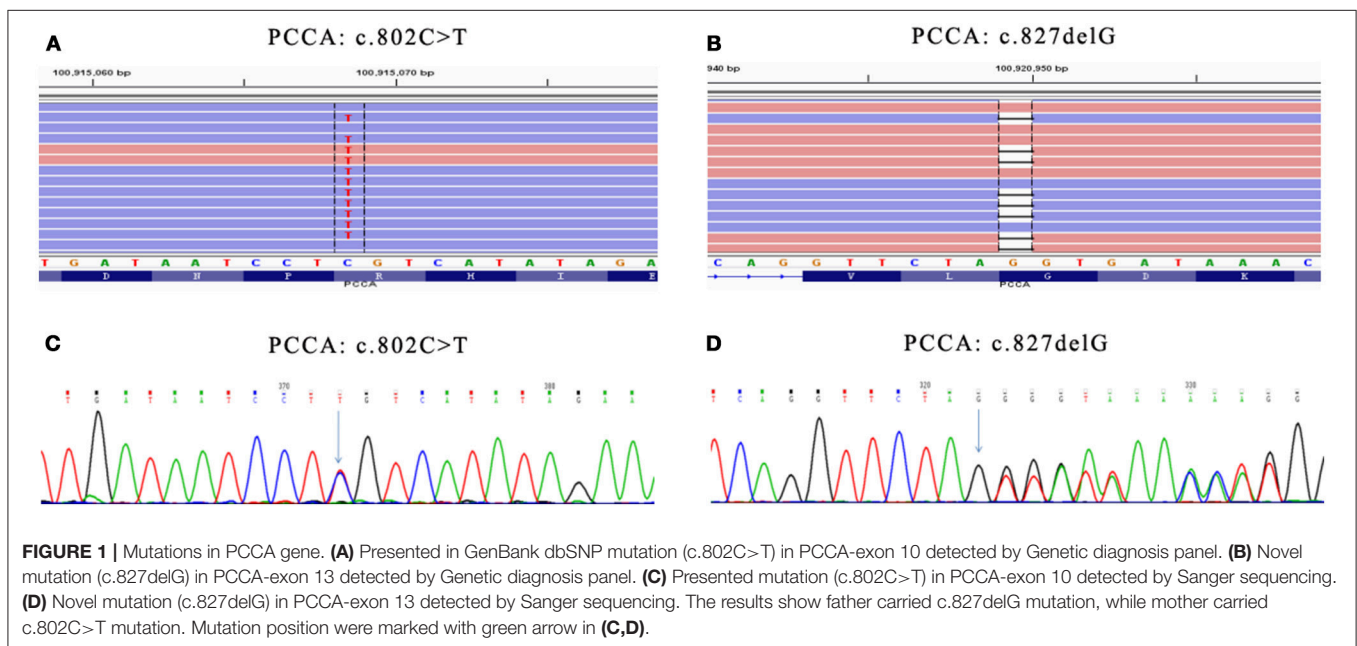 A
PCCA: c.802C>T
100,915,060 bp
100,915,070 bp
T
T
T
T
T
T
T
T
T
T
T
T G A T A A T C C T C G T C A T A T A G A
D N P R H I E
PCCA
B
PCCA: c.827delG
940 bp
100,920,950 bp
C A G G T T C T A G G T G A T A A A C
V L G D K
PCCA
C
PCCA: c.802C>T
370
380
T G A T A A T C C T T G T C A T A T A G A A
D
PCCA: c.827delG
320
330
T C A G G T T C T A G
FIGURE 1 | Mutations in PCCA gene. (A) Presented in GenBank dbSNP mutation (c.802C>T) in PCCA-exon 10 detected by Genetic diagnosis panel. (B) Novel
mutation (c.827delG) in PCCA-exon 13 detected by Genetic diagnosis panel. (C) Presented mutation (c.802C>T) in PCCA-exon 10 detected by Sanger sequencing.
(D) Novel mutation (c.827delG) in PCCA-exon 13 detected by Sanger sequencing. The results show father carried c.827delG mutation, while mother carried
c.802C>T mutation. Mutation position were marked with green arrow in (C,D).